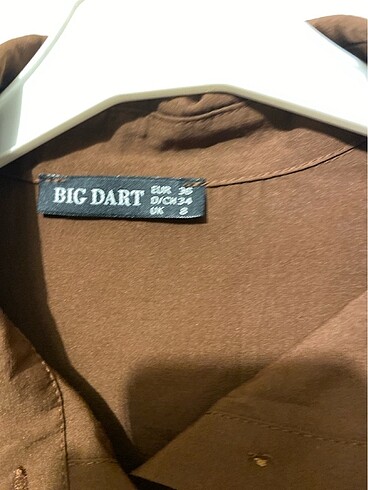 BIG DART
EUR 36
D/CH 34
UK 8